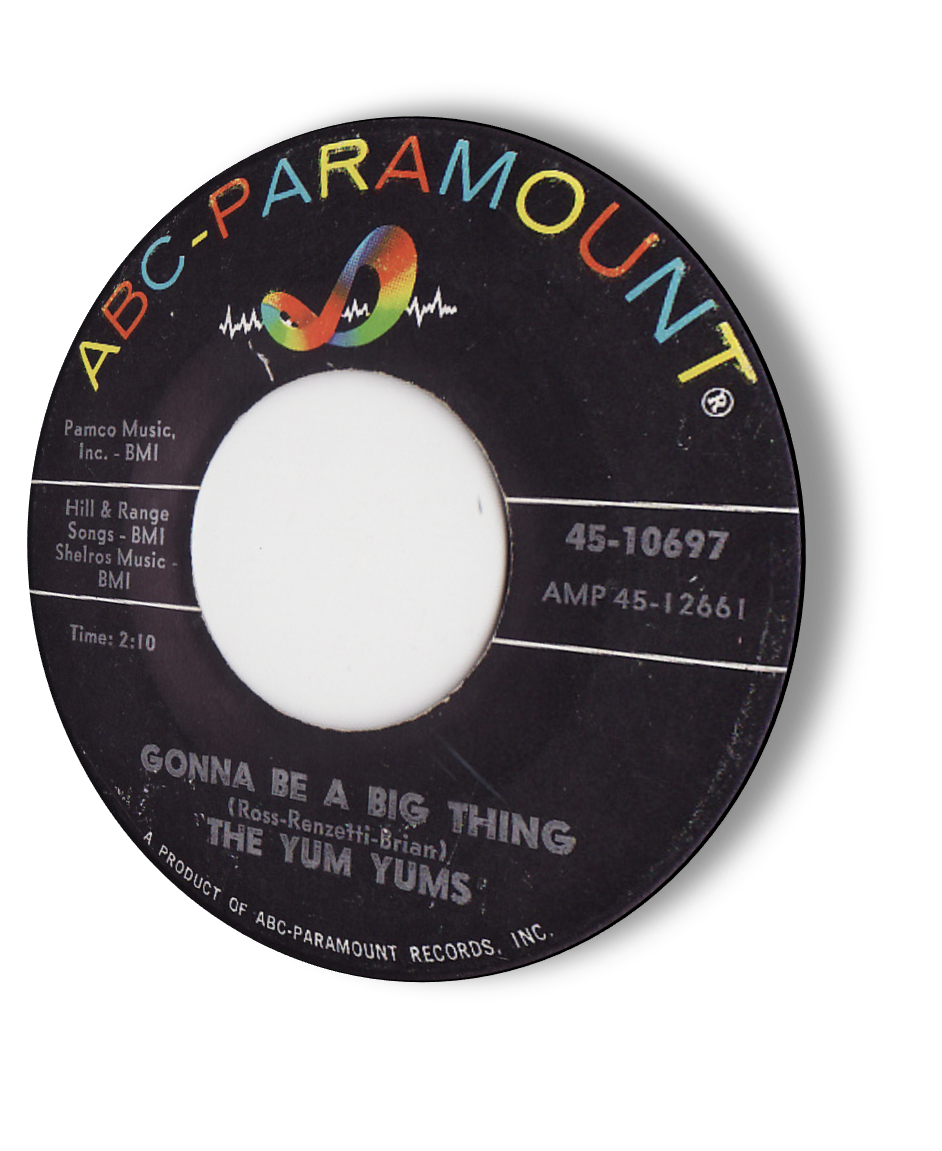 ABC-PARAMOUNT®
Pamco Music,
Inc. - BMI
Hill & Range
Songs - BMI
Shelros Music -
BMI
Time: 2:10
45-10697
AMP 45-12661
GONNA BE A BIG THING
(Ross-Renzetti-Brian)
THE YUM YUMS
A PRODUCT OF ABC-PARAMOUNT RECORDS, INC.